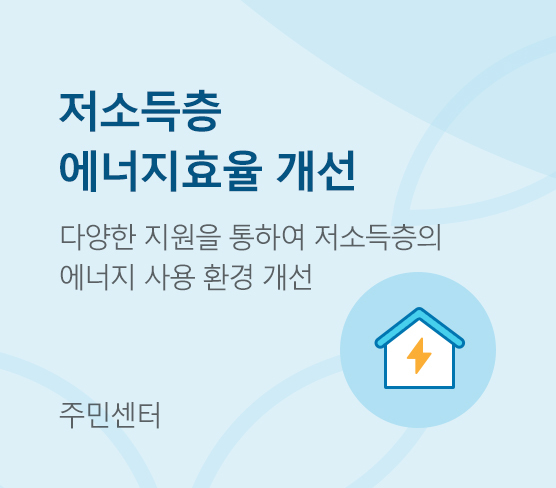 저소득층
에너지효율 개선
다양한 지원을 통하여 저소득층의
에너지 사용 환경 개선
주민센터